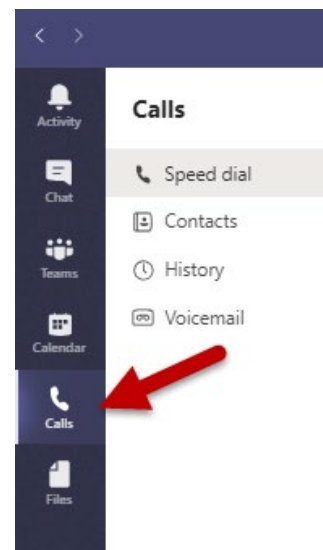 Activity
Chat
Teams
Calendar
Calls
Files
Calls
Speed dial
Contacts
History
Voicemail